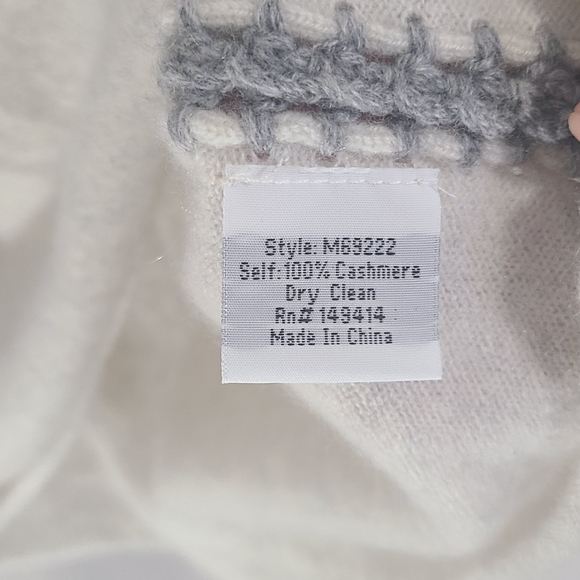 Style: M69222
Self: 100% Cashmere
Dry Clean
Rn# 149414
Made In China